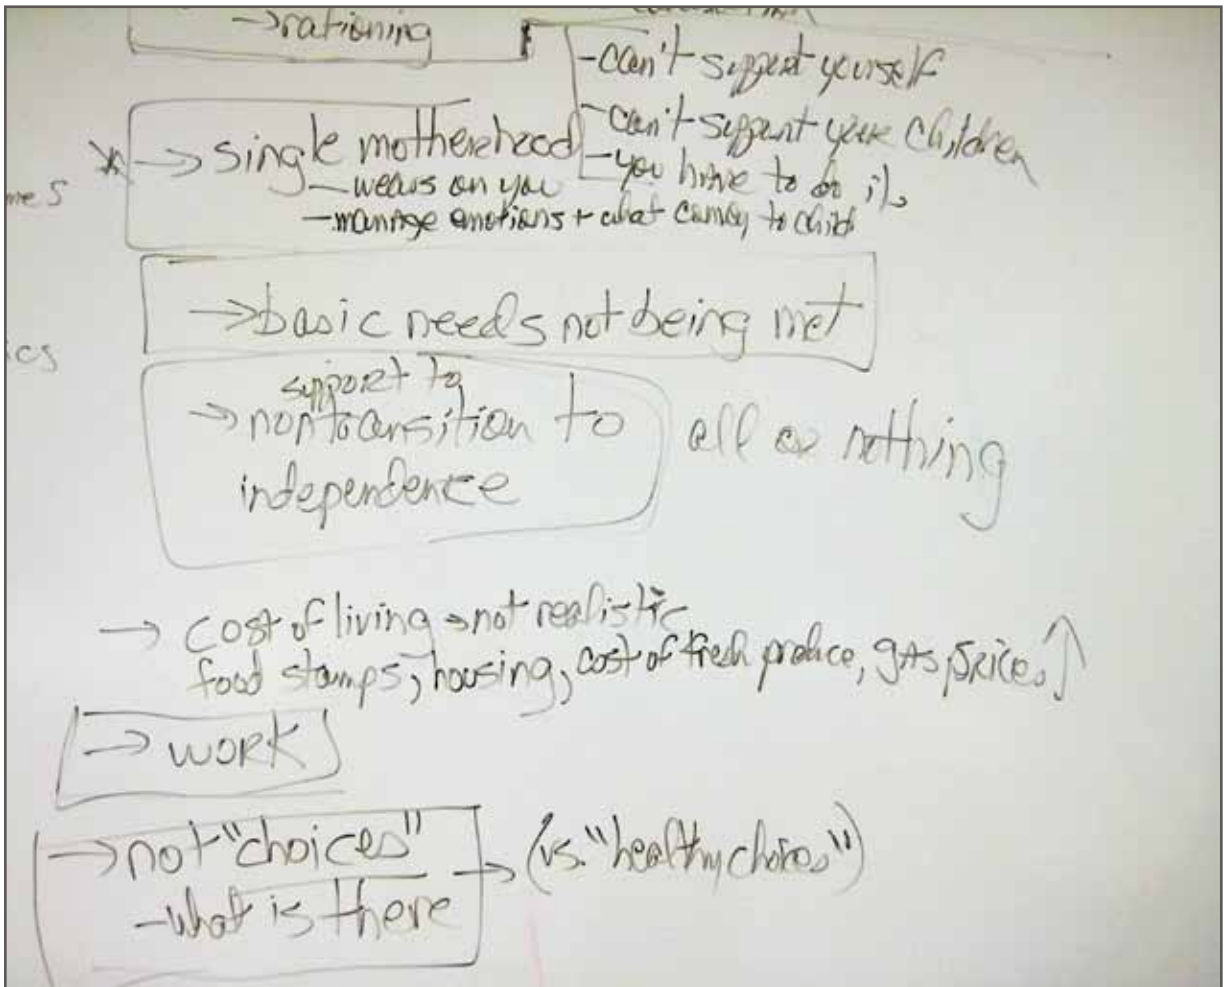 →rationing
-can't support yourself
-can't support your children
-you have to do it
→ single motherhood
-wears on you
-manage emotions + what comes to child
→basic needs not being met
support to
→ non transition to
independence
all or nothing
→ cost of living → not realistic
food stamps, housing, cost of fresh produce, gas prices ↑
→ WORK
→ not "choices"
-what is there
→ (vs. "healthy choices")